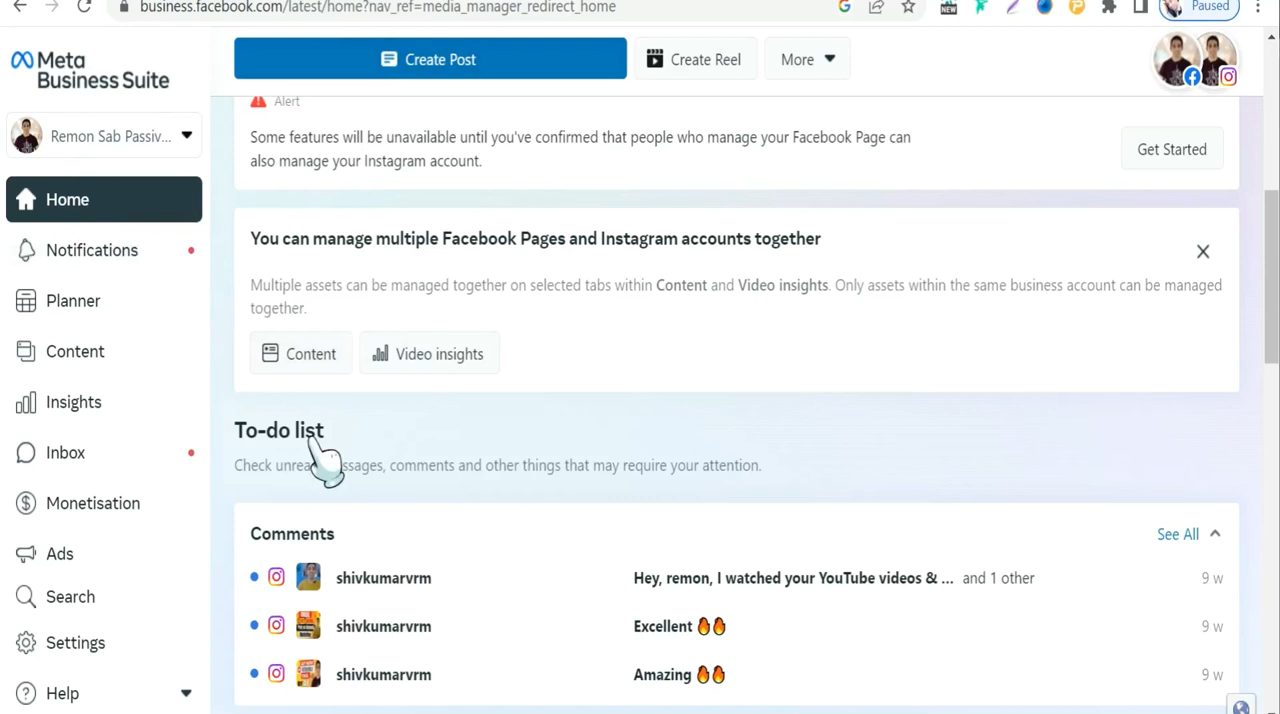 business.facebook.com/latest/home?nav_ref=media_manager_redirect_home
NEW
Paused
Meta
Business Suite
Remon Sab Passiv...
Home
Notifications
Planner
Content
Insights
Inbox
Monetisation
Ads
Search
Settings
Help
Create Post
Create Reel
More
Alert
Some features will be unavailable until you've confirmed that people who manage your Facebook Page can
also manage your Instagram account.
Get Started
You can manage multiple Facebook Pages and Instagram accounts together
Multiple assets can be managed together on selected tabs within Content and Video insights. Only assets within the same business account can be managed
together.
Content
Video insights
To-do list
Check unrea ssages, comments and other things that may require your attention.
Comments
See All
shivkumarvrm
Hey, remon, I watched your YouTube videos & ... and 1 other
9 w
shivkumarvrm
Excellent 🔥🔥
9 w
shivkumarvrm
Amazing 🔥🔥
9 w